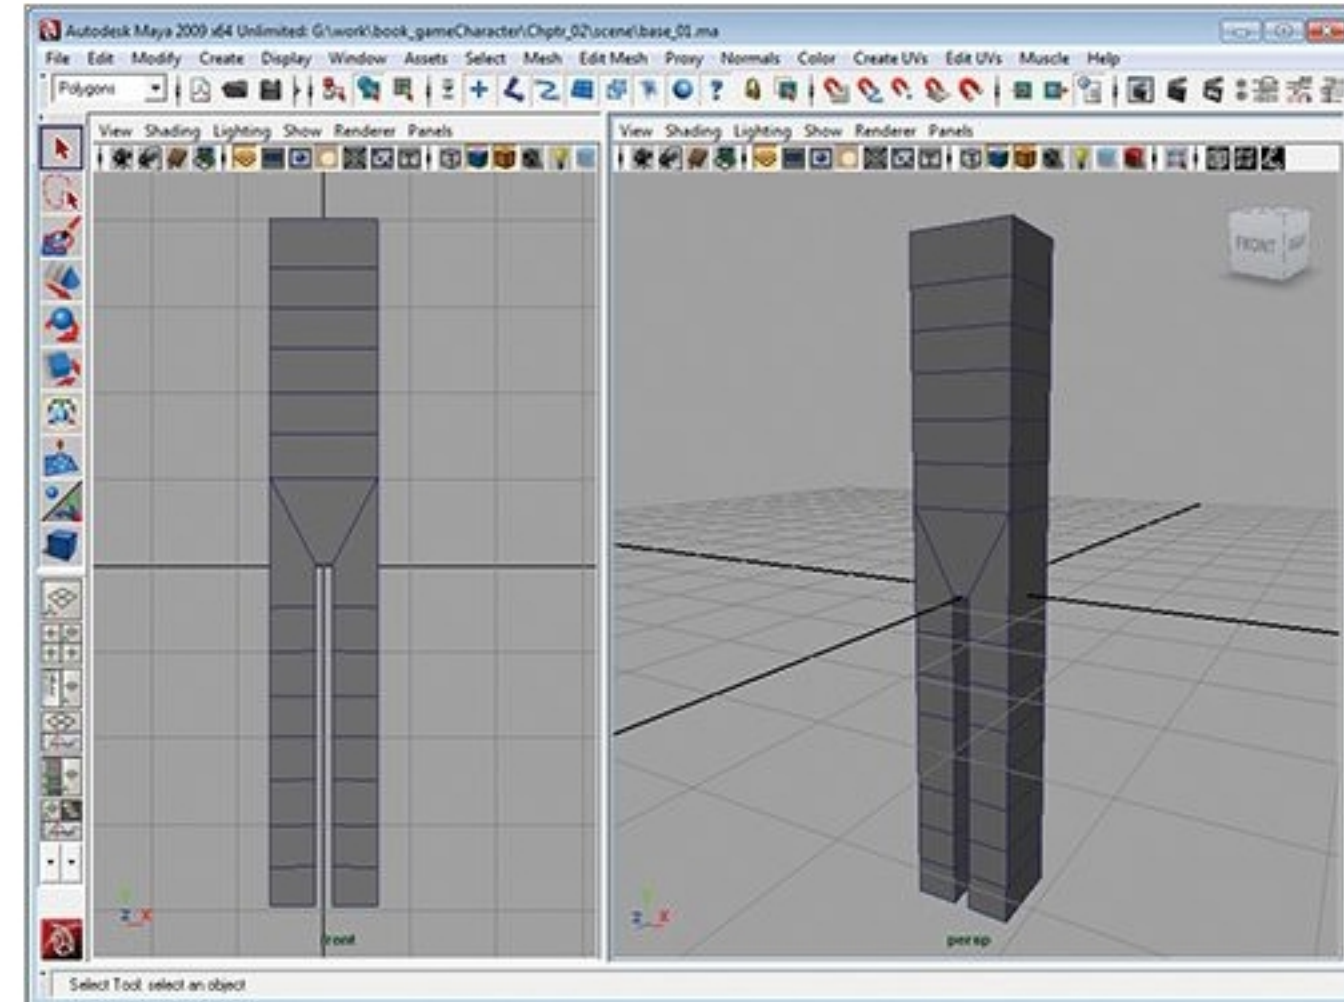 Autodesk Maya 2009 x64 Unlimited: G:\work\book_gameCharacter\Chptr_02\scene\base_01.ma
File Edit Modify Create Display Window Assets Select Mesh Edit Mesh Proxy Normals Color Create UVs Edit UVs Muscle Help
Polygons
View Shading Lighting Show Renderer Panels
View Shading Lighting Show Renderer Panels
FRONT
Y
Z X
front
Y
Z X
persp
Select Tool: select an object